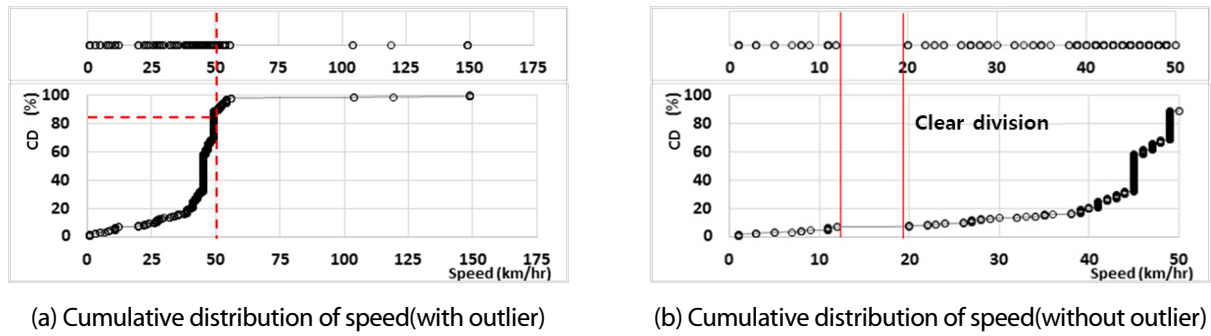 0 25 50 75 100 125 150 175
100
80
60
40
20
0
CD (%)
0 25 50 75 100 125 150 175
Speed (km/hr)
(a) Cumulative distribution of speed(with outlier)
0 10 20 30 40 50
100
80
60
40
20
0
CD (%)
Clear division
0 10 20 30 40 50
Speed (km/hr)
(b) Cumulative distribution of speed(without outlier)